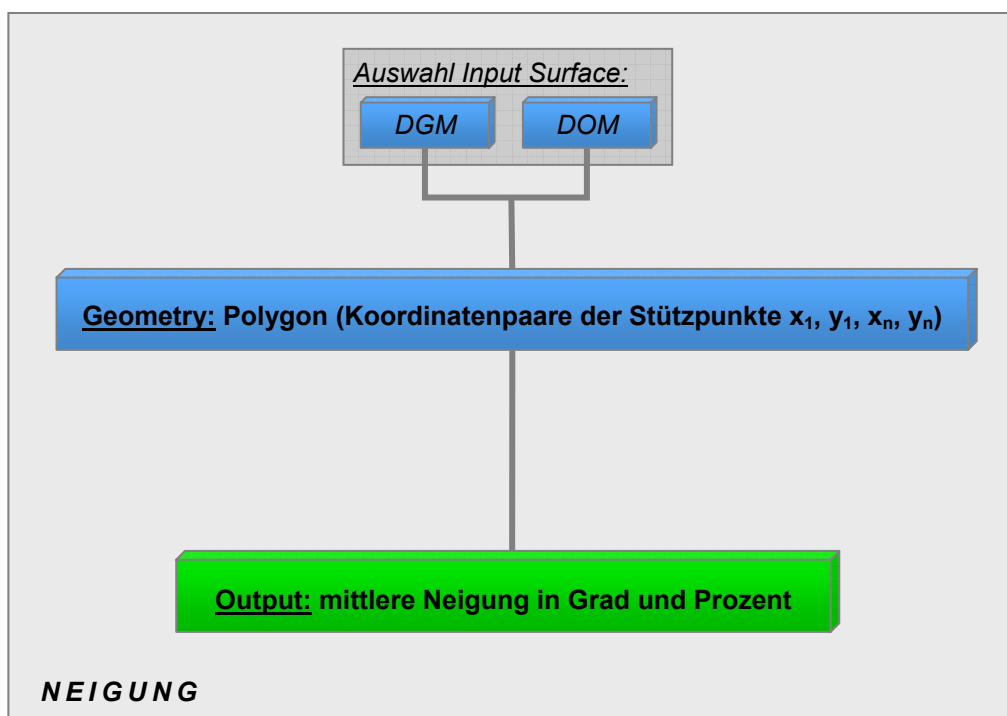 Auswahl Input Surface:
DGM DOM
Geometry: Polygon (Koordinatenpaare der Stützpunkte x₁, y₁, xₙ, yₙ)
Output: mittlere Neigung in Grad und Prozent
NEIGUNG